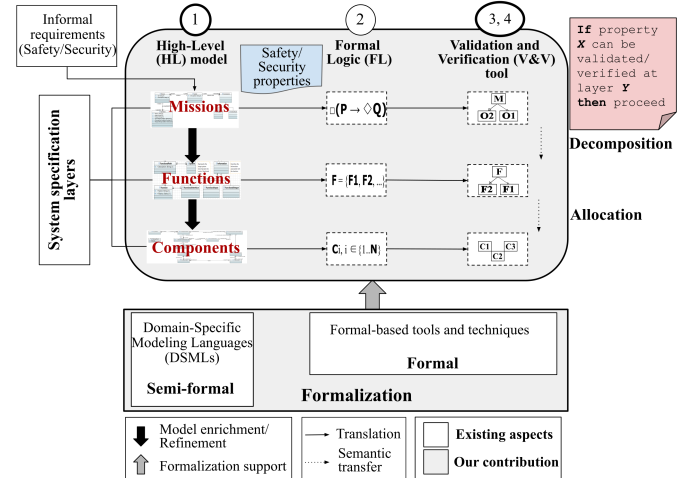 Informal
requirements
(Safety/Security)
1
High-Level
(HL) model
Safety/
Security
properties
2
Formal
Logic (FL)
3, 4
Validation and
Verification (V&V)
tool
If property
X can be
validated/
verified at
layer Y
then proceed
System specification
layers
Missions
□(P → ◇Q)
M
O2 O1
Decomposition
Functions
F = {F1, F2, ...}
F
F2 F1
Allocation
Components
Ci, i ∈ {1..N}
C1 C3
C2
Domain-Specific
Modeling Languages
(DSMLs)
Semi-formal
Formal-based tools and techniques
Formal
Formalization
Model enrichment/
Refinement
Formalization support
Translation
Semantic
transfer
Existing aspects
Our contribution